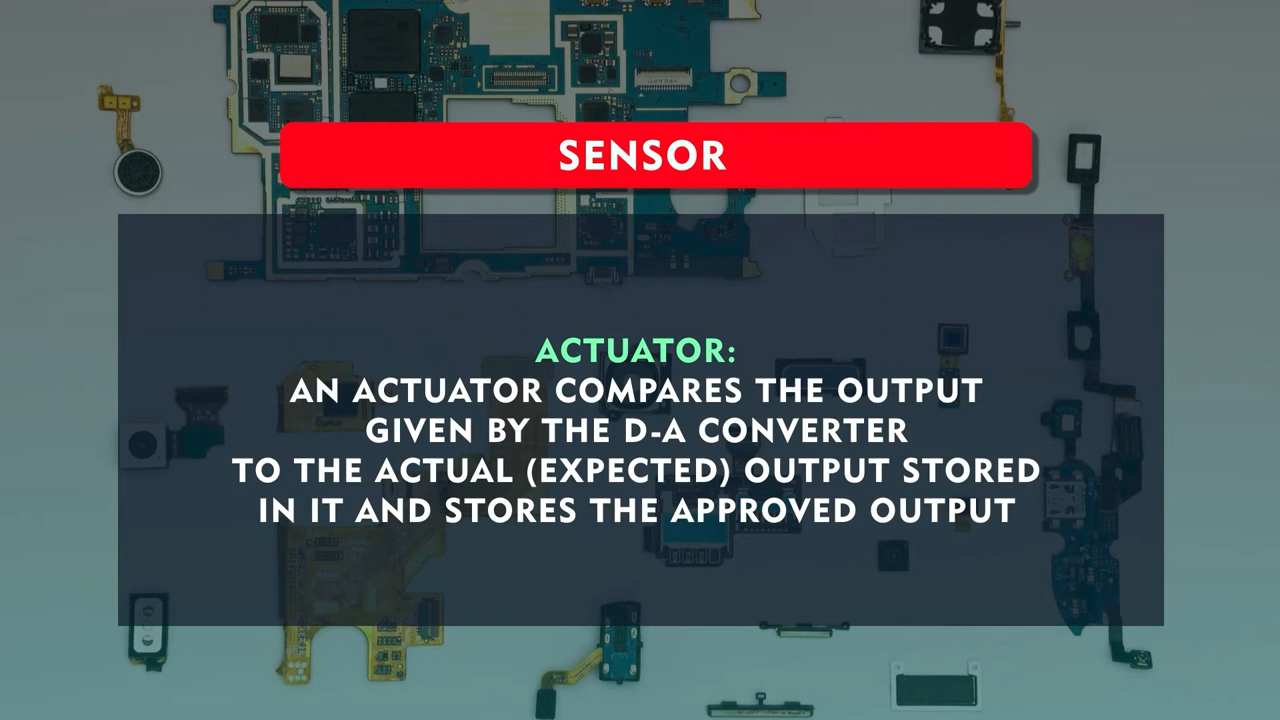 SENSOR
ACTUATOR:
AN ACTUATOR COMPARES THE OUTPUT
GIVEN BY THE D-A CONVERTER
TO THE ACTUAL (EXPECTED) OUTPUT STORED
IN IT AND STORES THE APPROVED OUTPUT